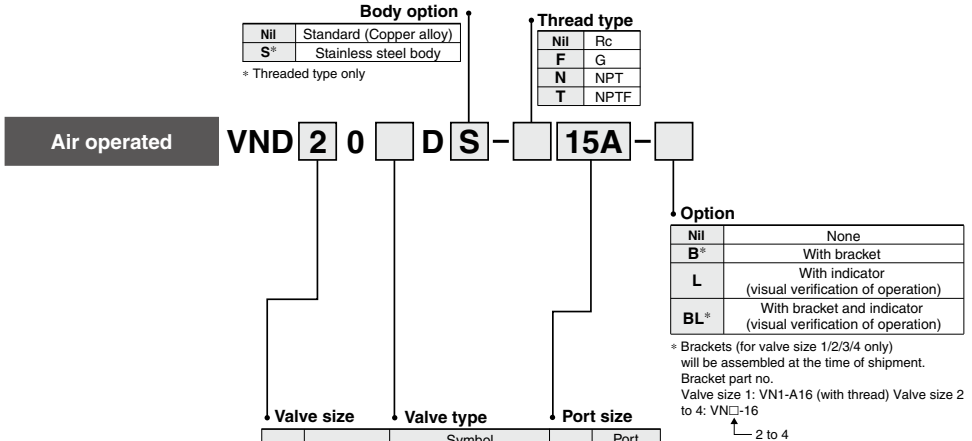 Body option
Nil Standard (Copper alloy)
S* Stainless steel body
* Threaded type only
Thread type
Nil Rc
F G
N NPT
T NPTF
Air operated VND 2 0 □ D S – □ 15A – □
Option
Nil None
B* With bracket
L With indicator
(visual verification of operation)
BL* With bracket and indicator
(visual verification of operation)
* Brackets (for valve size 1/2/3/4 only)
will be assembled at the time of shipment.
Bracket part no.
Valve size 1: VN1-A16 (with thread) Valve size 2
to 4: VN□-16
2 to 4
Valve size Valve type Port size
Symbol Port